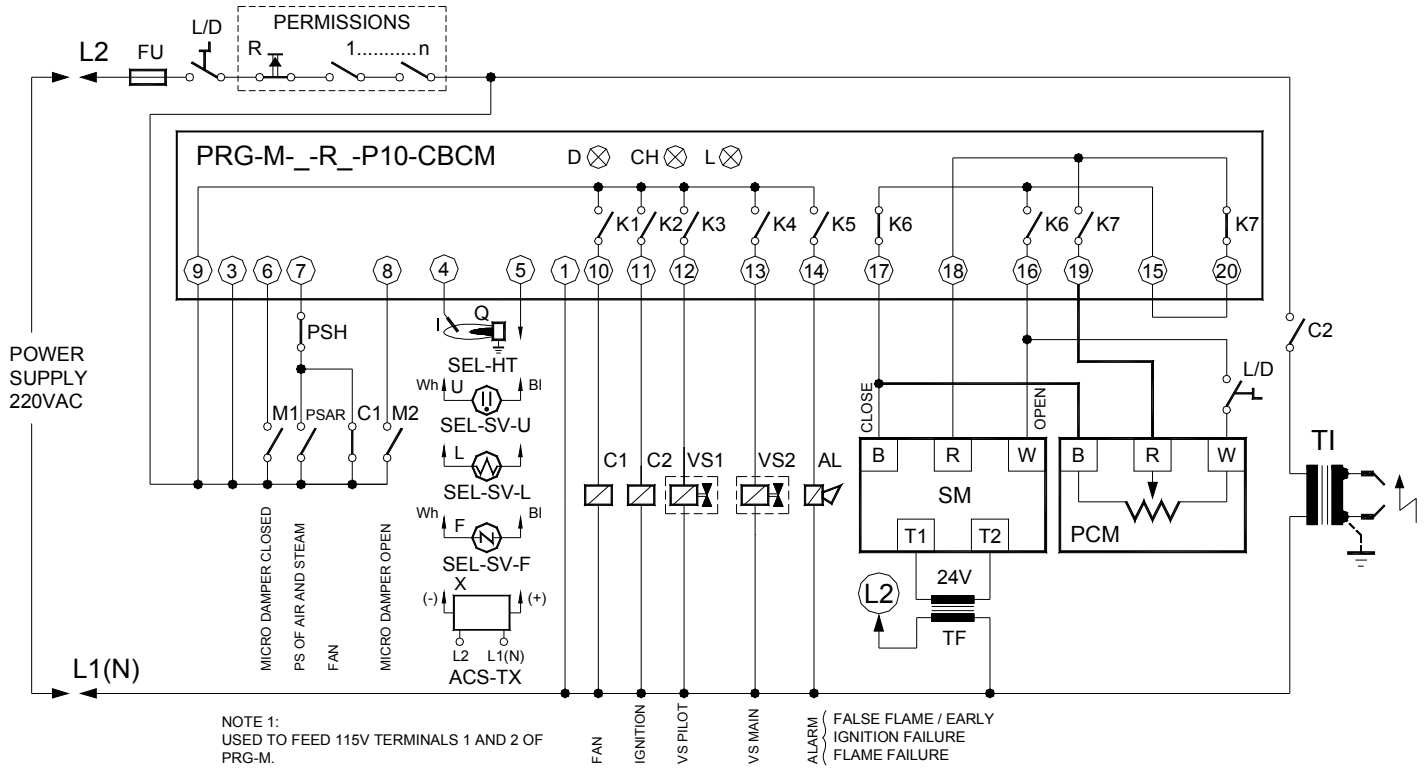 L2
FU
L/D
PERMISSIONS
R
1...........n
PRG-M-_-R_-P10-CBCM
D
CH
L
K1
K2
K3
K4
K5
K6
K6
K7
K7
9
3
6
7
8
4
5
1
10
11
12
13
14
17
18
16
19
15
20
C2
POWER
SUPPLY
220VAC
PSH
I
Q
SEL-HT
Wh
U
Bl
SEL-SV-U
L
SEL-SV-L
Wh
F
Bl
SEL-SV-F
X
(-)
(+)
L2
L1(N)
ACS-TX
M1
PSAR
C1
M2
MICRO DAMPER CLOSED
PS OF AIR AND STEAM
FAN
MICRO DAMPER OPEN
C1
C2
VS1
VS2
AL
CLOSE
OPEN
L/D
B
R
W
SM
T1
T2
24V
L2
TF
B
R
W
PCM
TI
L1(N)
NOTE 1:
USED TO FEED 115V TERMINALS 1 AND 2 OF
PRG-M.
FAN
IGNITION
VS PILOT
VS MAIN
ALARM
FALSE FLAME / EARLY
IGNITION FAILURE
FLAME FAILURE